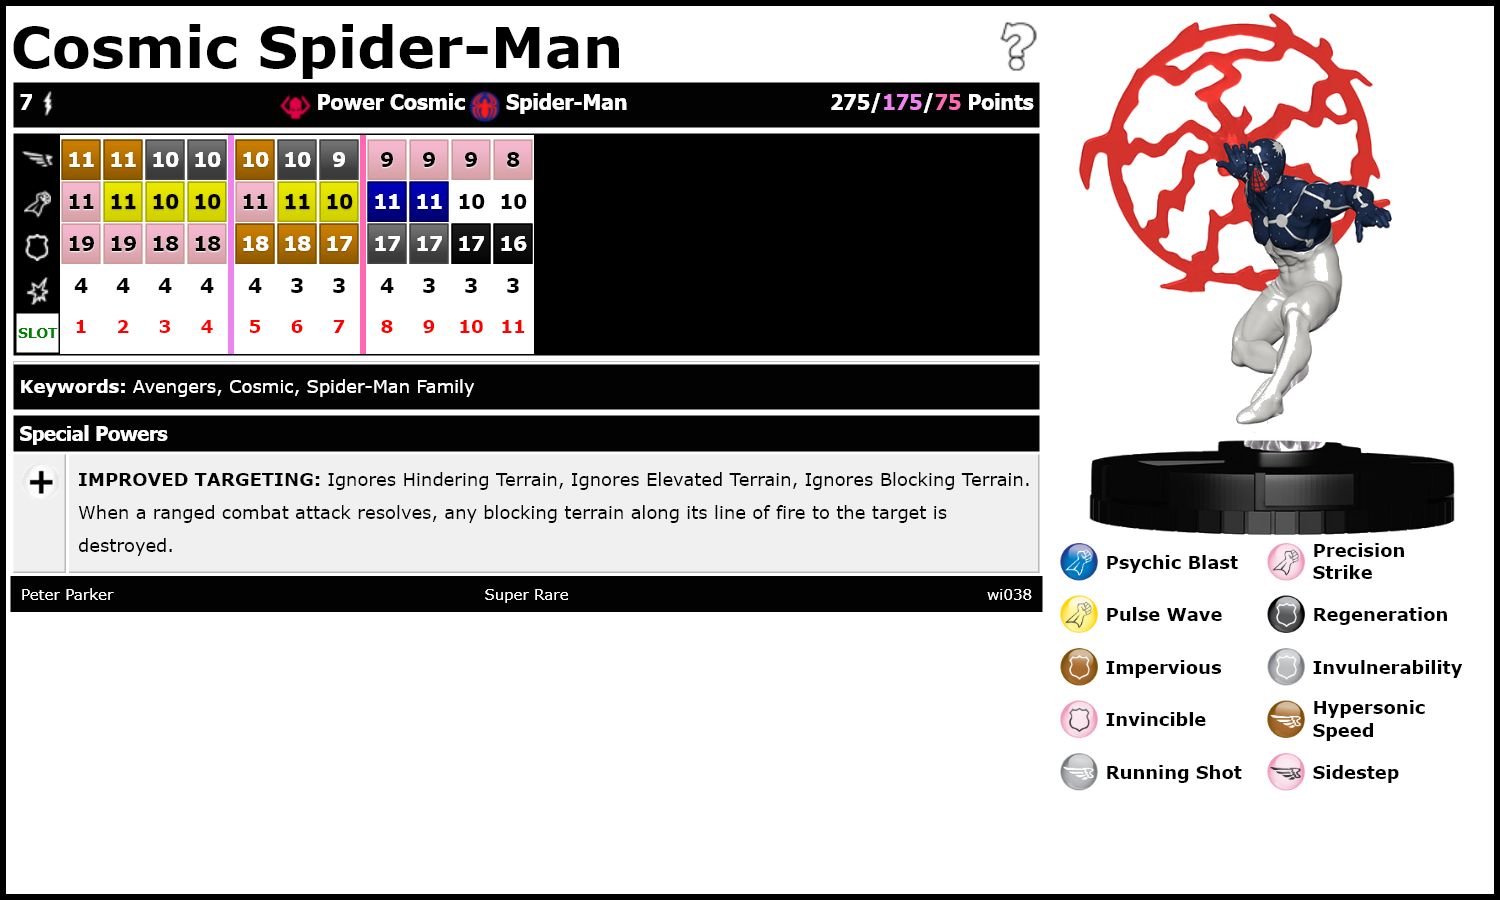 Cosmic Spider-Man
7 Power Cosmic Spider-Man 275/175/75 Points
11 11 10 10 10 10 9 9 9 9 8
11 11 10 10 11 11 10 11 11 10 10
19 19 18 18 18 18 17 17 17 17 16
4 4 4 4 4 3 3 4 3 3 3
SLOT 1 2 3 4 5 6 7 8 9 10 11
Keywords: Avengers, Cosmic, Spider-Man Family
Special Powers
IMPROVED TARGETING: Ignores Hindering Terrain, Ignores Elevated Terrain, Ignores Blocking Terrain.
When a ranged combat attack resolves, any blocking terrain along its line of fire to the target is
destroyed.
Peter Parker Super Rare wi038
Psychic Blast
Precision
Strike
Pulse Wave
Regeneration
Impervious
Invulnerability
Invincible
Hypersonic
Speed
Running Shot
Sidestep